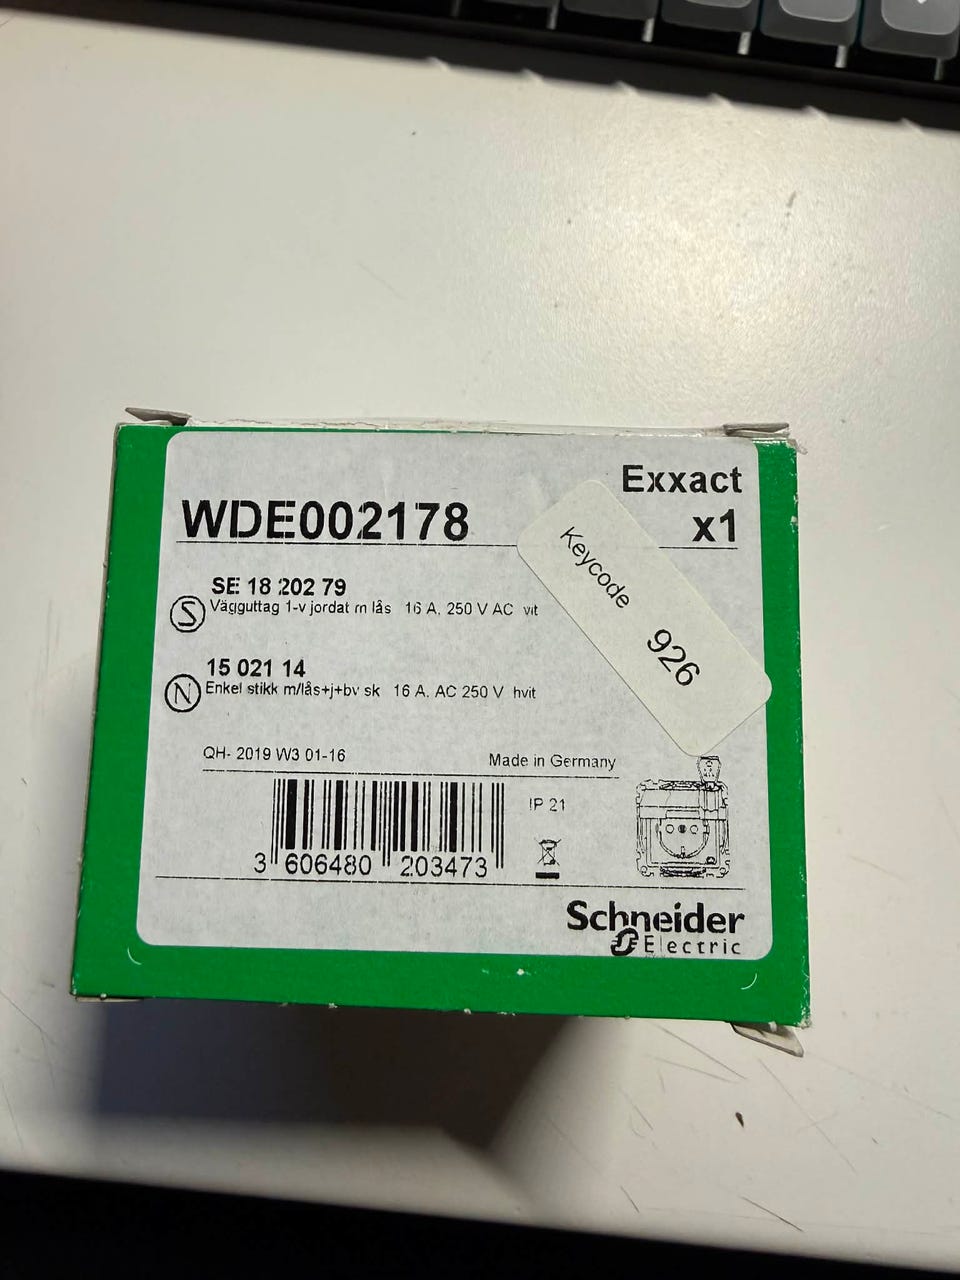 Exxact
WDE002178
x1
Keycode 926
SE 18 202 79
S
Vägguttag 1-v jordat m lås 16 A, 250 V AC vit
15 021 14
N
Enkel stikk m/lås+j+bv sk 16 A, AC 250 V hvit
QH- 2019 W3 01-16
Made in Germany
IP 21
3 606480 203473
Schneider
Electric